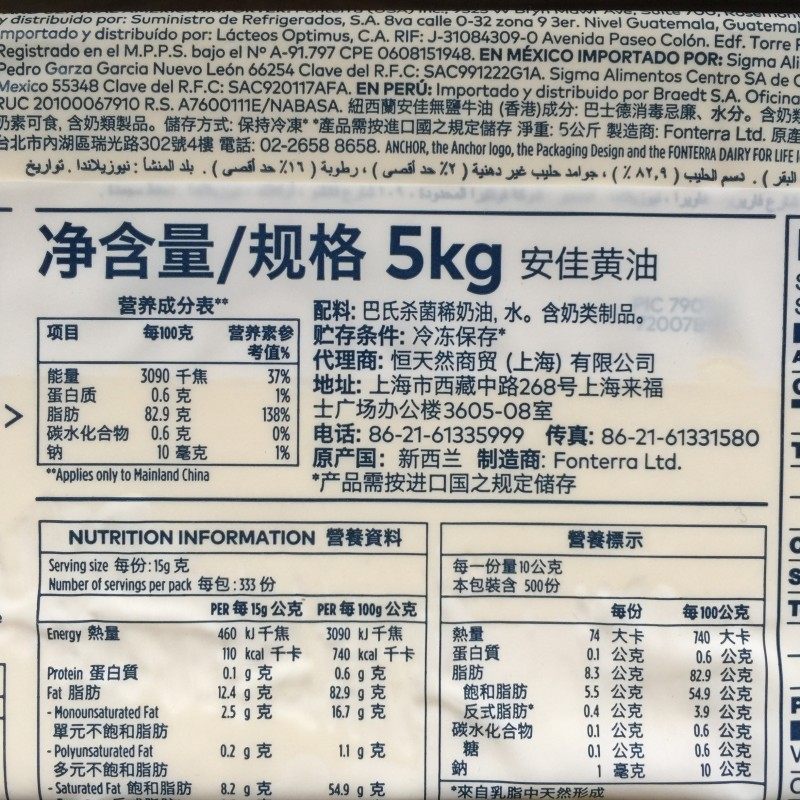 y distribuido por: Suministro de Refrigerados, S.A. 8va calle 0-32 zona 9 3er. Nivel Guatemala, Guatemal
mportado y distribuido por: Lácteos Optimus, C.A. RIF: J-31084409-0 Avenida Paseo Colón. Edf. Torre
Registrado en el M.P.P.S. bajo el Nº A-91.797 CPE 0608151948. EN MÉXICO IMPORTADO POR: Sigma Ali
Pedro Garza Garcia Nuevo León 66254 Clave del R.F.C: SAC991222G1A. Sigma Alimentos Centro SA de C
Mexico 55348 Clave del R.F.C: SAC920117AFA. EN PERÚ: Importado y distribuido por Braedt S.A. Oficina
RUC 20100067910 R.S. A7600111E/NABASA. 紐西蘭安佳無鹽牛油 (香港)成分: 巴士德消毒忌廉、水分。含奶類
奶素可食, 含奶類製品。儲存方式: 保持冷凍* *產品需按進口國之規定儲存 淨重: 5公斤 製造商: Fonterra Ltd. 原產
台北市內湖區瑞光路302號4樓 電話: 02-2658 8658. ANCHOR, the Anchor logo, the Packaging Design and the FONTERRA DAIRY FOR LIFE
البقر ) . دسم الحليب ( ٨٢,٩ ٪ ) ، جوامد حليب غير دهنية ( ٢٪ حد أقصى ) ، رطوبة ( ١٦٪ حد أقصى ) . بلد المنشأ : نيوزيلاندا . تواريخ
净含量/规格 5kg 安佳黄油
营养成分表**
项目 每100克 营养素参考值%
能量 3090 千焦 37%
蛋白质 0.6 克 1%
脂肪 82.9 克 138%
碳水化合物 0.6 克 0%
钠 10 毫克 1%
**Applies only to Mainland China
配料: 巴氏杀菌稀奶油, 水。含奶类制品。
贮存条件: 冷冻保存*
代理商: 恒天然商贸 (上海) 有限公司
地址: 上海市西藏中路268号上海来福
士广场办公楼3605-08室
电话: 86-21-61335999 传真: 86-21-61331580
原产国: 新西兰 制造商: Fonterra Ltd.
*产品需按进口国之规定储存
NUTRITION INFORMATION 營養資料
Serving size 每份:15g 克
Number of servings per pack 每包:333 份
PER 每 15g 公克 PER 每 100g 公克
Energy 熱量 460 kJ 千焦 3090 kJ 千焦
110 kcal 千卡 740 kcal 千卡
Protein 蛋白質 0.1 g 克 0.6 g 克
Fat 脂肪 12.4 g 克 82.9 g 克
- Monounsaturated Fat 2.5 g 克 16.7 g 克
單元不飽和脂肪
- Polyunsaturated Fat 0.2 g 克 1.1 g 克
多元不飽和脂肪
- Saturated Fat 飽和脂肪 8.2 g 克 54.9 g 克
營養標示
每一份量10公克
本包裝含 500份
每份 每100公克
熱量 74 大卡 740 大卡
蛋白質 0.1 公克 0.6 公克
脂肪 8.3 公克 82.9 公克
飽和脂肪 5.5 公克 54.9 公克
反式脂肪* 0.4 公克 3.9 公克
碳水化合物 0.1 公克 0.6 公克
糖 0.1 公克 0.6 公克
鈉 1 毫克 10 公克
*來自乳脂中天然形成